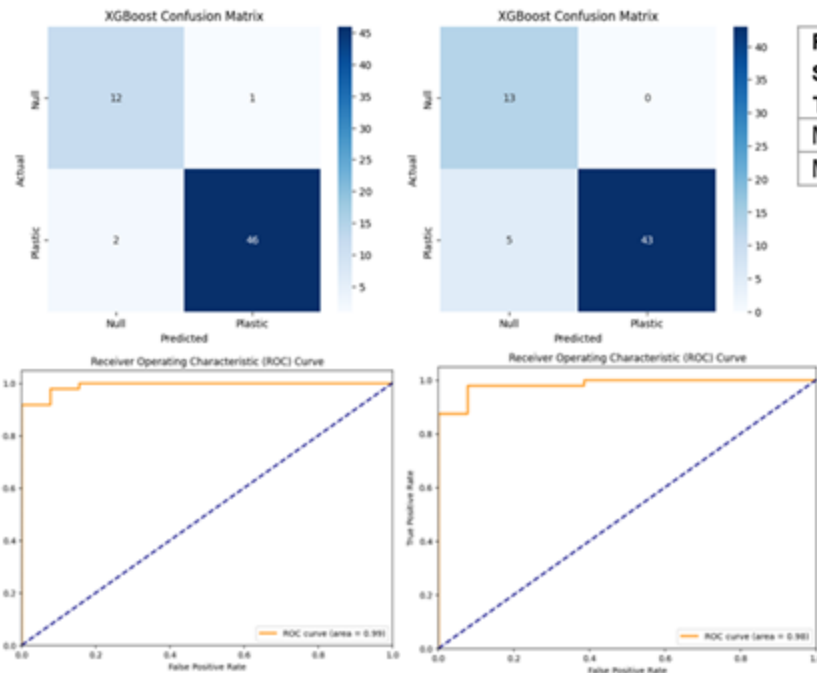 XGBoost Confusion Matrix
Null
Plastic
Actual
12
1
2
46
Null
Plastic
Predicted
45
40
35
30
25
20
15
10
5
XGBoost Confusion Matrix
Null
Plastic
Actual
13
0
5
43
Null
Plastic
Predicted
40
35
30
25
20
15
10
5
0
Receiver Operating Characteristic (ROC) Curve
1.0
0.8
0.6
0.4
0.2
0.0
0.0
0.2
0.4
0.6
0.8
1.0
ROC curve (area = 0.99)
False Positive Rate
Receiver Operating Characteristic (ROC) Curve
True Positive Rate
1.0
0.8
0.6
0.4
0.2
0.0
0.0
0.2
0.4
0.6
0.8
1.0
ROC curve (area = 0.98)
False Positive Rate